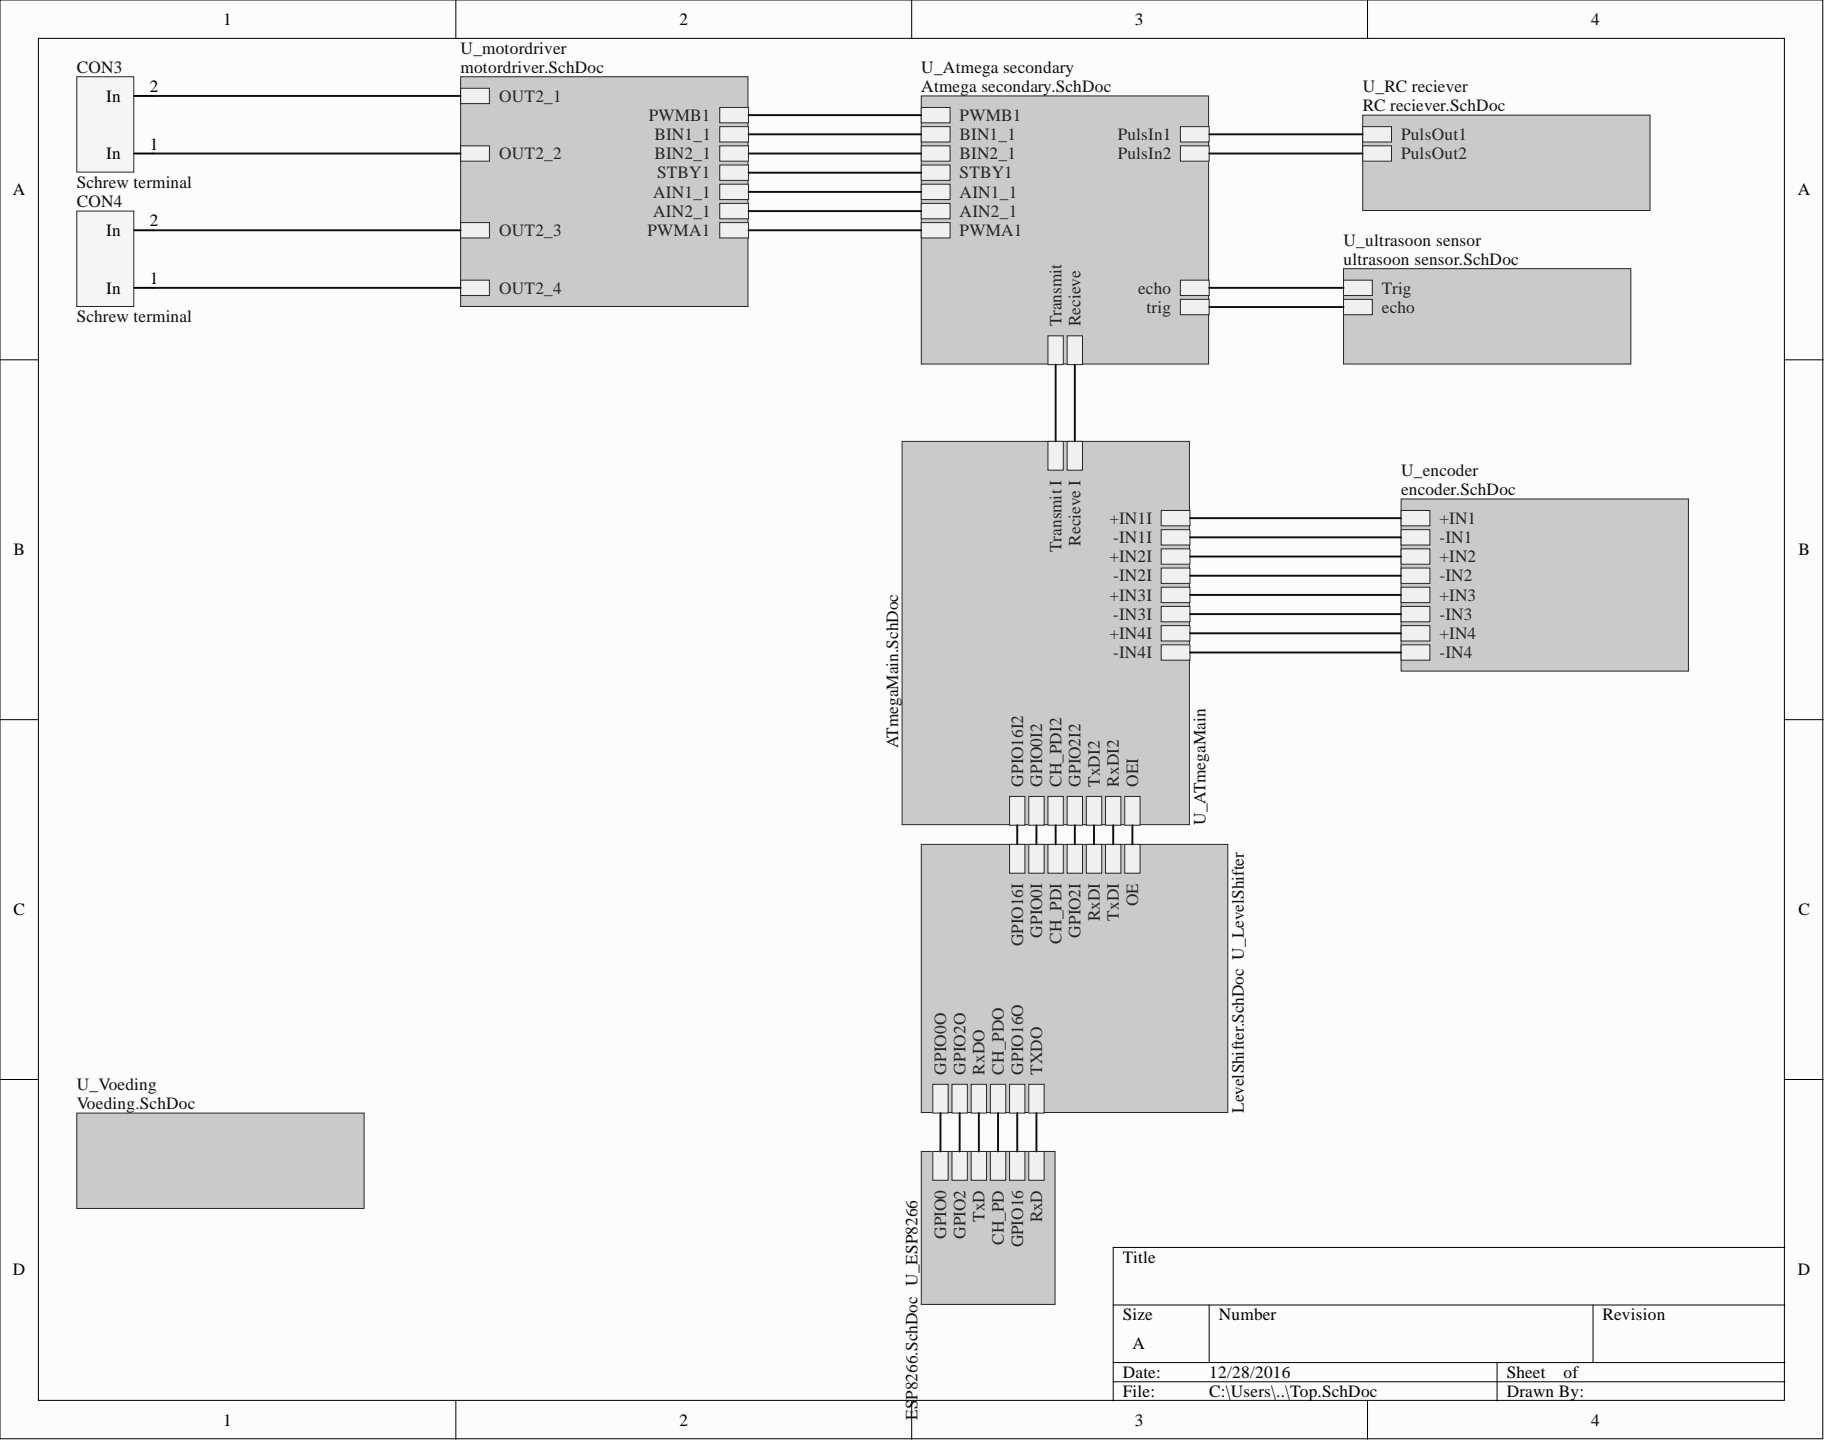 1
2
3
4
A
B
C
D
A
B
C
D
1
2
3
4
CON3
In
2
In
1
Schrew terminal
CON4
In
2
In
1
Schrew terminal
U_motordriver
motordriver.SchDoc
OUT2_1
OUT2_2
OUT2_3
OUT2_4
PWMB1
BIN1_1
BIN2_1
STBY1
AIN1_1
AIN2_1
PWMA1
U_Atmega secondary
Atmega secondary.SchDoc
PWMB1
BIN1_1
BIN2_1
STBY1
AIN1_1
AIN2_1
PWMA1
PulsIn1
PulsIn2
echo
trig
Transmit
Recieve
U_RC reciever
RC reciever.SchDoc
PulsOut1
PulsOut2
U_ultrasoon sensor
ultrasoon sensor.SchDoc
Trig
echo
ATmegaMain.SchDoc
U_ATmegaMain
Transmit I
Recieve I
+IN1I
-IN1I
+IN2I
-IN2I
+IN3I
-IN3I
+IN4I
-IN4I
GPIO16I2
GPIO0I2
CH_PDI2
GPIO2I2
TxDI2
RxDI2
OEI
U_encoder
encoder.SchDoc
+IN1
-IN1
+IN2
-IN2
+IN3
-IN3
+IN4
-IN4
LevelShifter.SchDoc U_LevelShifter
GPIO16I
GPIO0I
CH_PDI
GPIO2I
RxDI
TxDI
OE
GPIO0O
GPIO2O
RxDO
CH_PDO
GPIO16O
TXDO
ESP8266.SchDoc U_ESP8266
GPIO0
GPIO2
TxD
CH_PD
GPIO16
RxD
U_Voeding
Voeding.SchDoc
Title
Size
A
Number
Revision
Date: 12/28/2016
Sheet of
File: C:\Users\..\Top.SchDoc
Drawn By: